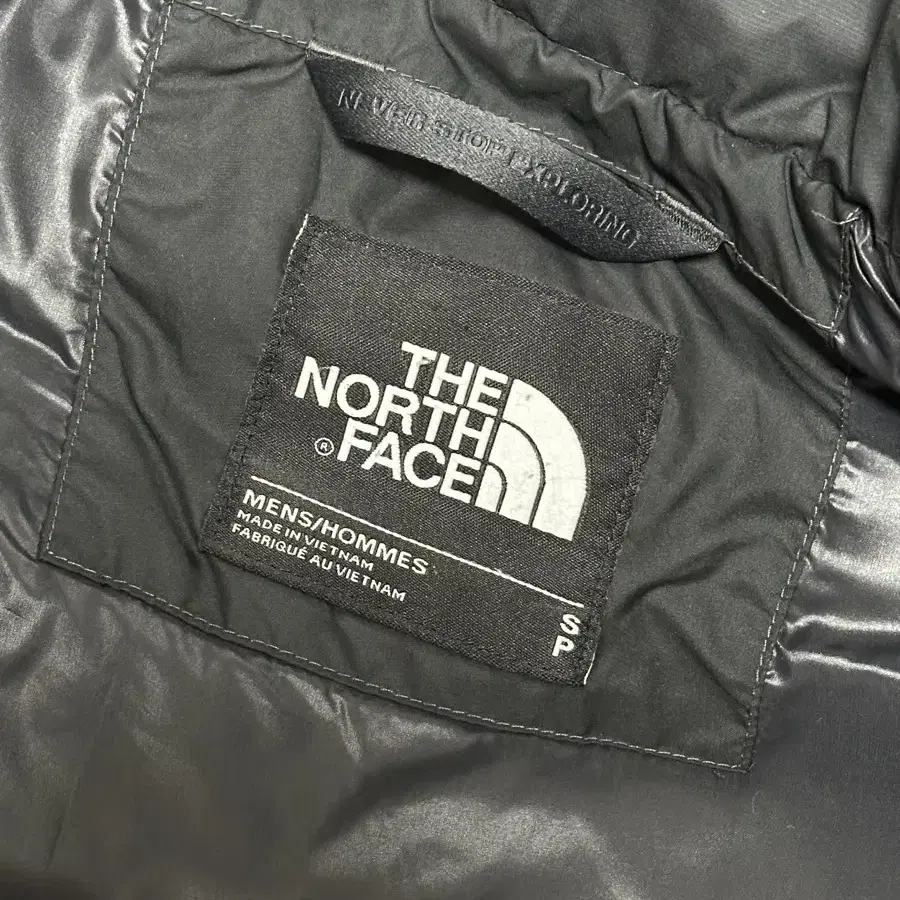 NEVER STOP EXPLORING
THE
NORTH
FACE
®
MENS/HOMMES
MADE IN VIETNAM
FABRIQUÉ AU VIETNAM
S
P